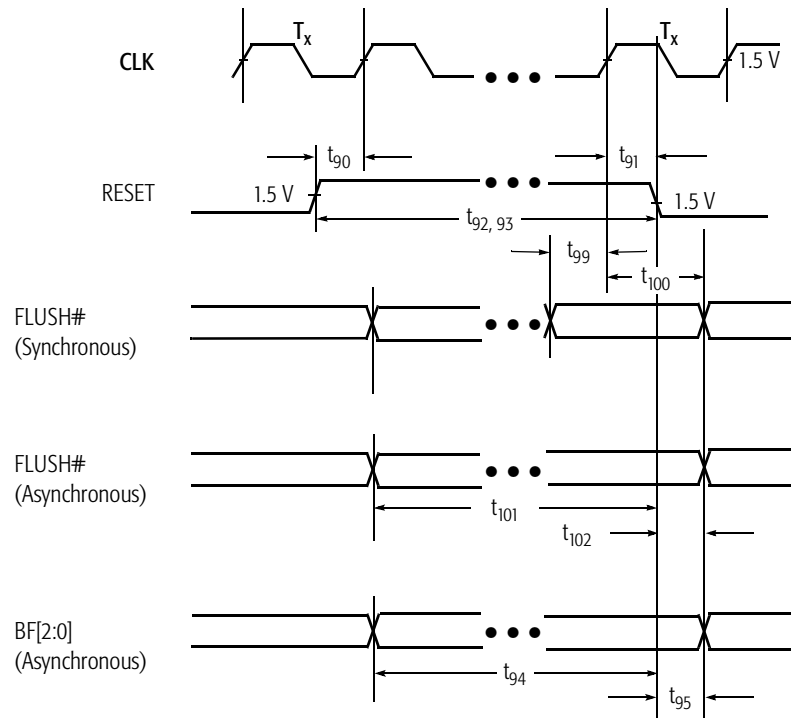 Tx Tx
CLK
1.5 V
t90 t91
RESET
1.5 V 1.5 V
t92, 93
t99
t100
FLUSH#
(Synchronous)
FLUSH#
(Asynchronous)
t101
t102
BF[2:0]
(Asynchronous)
t94
t95